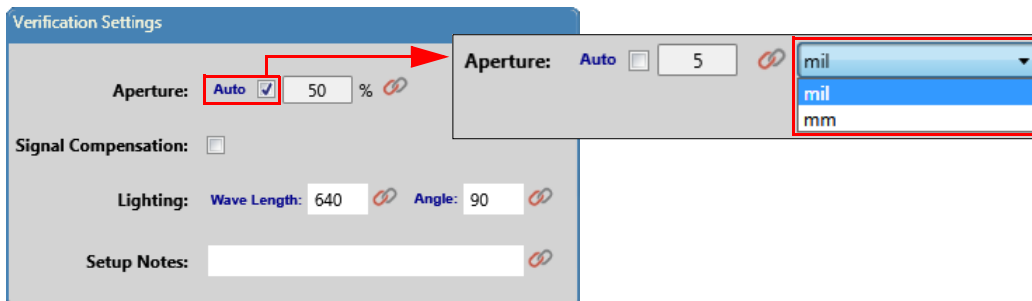 Verification Settings
Aperture: Auto 50 %
Aperture: Auto 5 mil
mil
mm
Signal Compensation:
Lighting: Wave Length: 640 Angle: 90
Setup Notes: